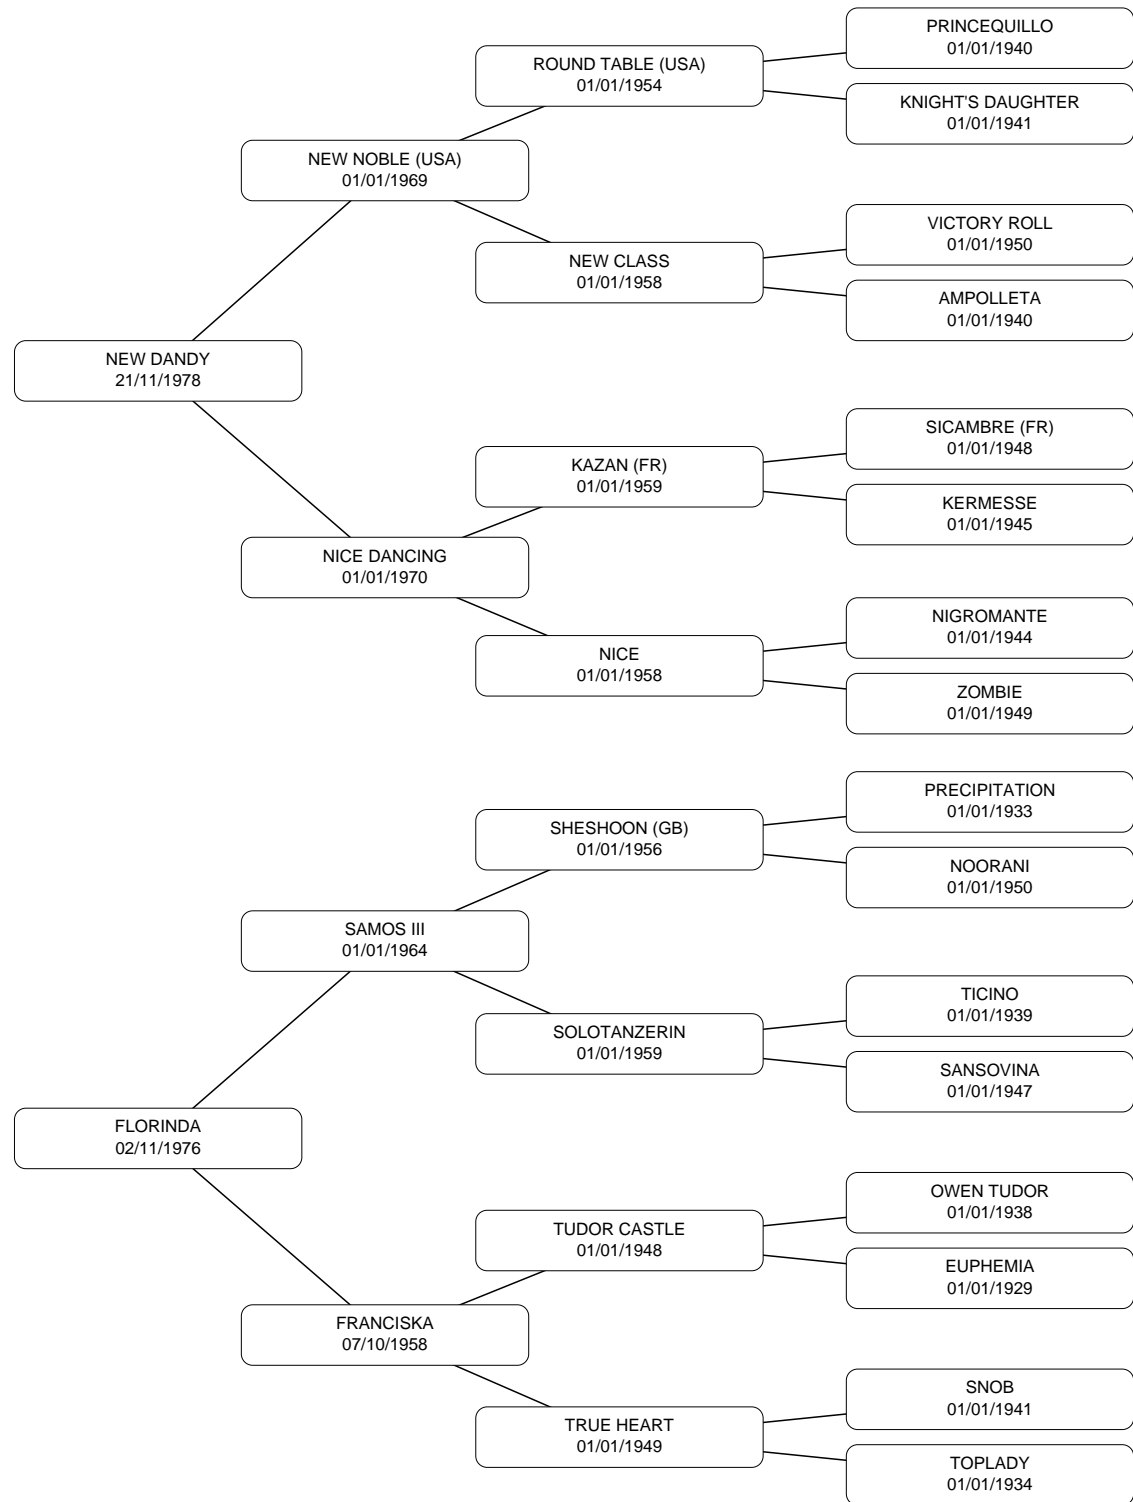 PRINCEQUILLO
01/01/1940
ROUND TABLE (USA)
01/01/1954
KNIGHT'S DAUGHTER
01/01/1941
NEW NOBLE (USA)
01/01/1969
VICTORY ROLL
01/01/1950
NEW CLASS
01/01/1958
AMPOLLETA
01/01/1940
NEW DANDY
21/11/1978
SICAMBRE (FR)
01/01/1948
KAZAN (FR)
01/01/1959
KERMESSE
01/01/1945
NICE DANCING
01/01/1970
NIGROMANTE
01/01/1944
NICE
01/01/1958
ZOMBIE
01/01/1949
PRECIPITATION
01/01/1933
SHESHOON (GB)
01/01/1956
NOORANI
01/01/1950
SAMOS III
01/01/1964
TICINO
01/01/1939
SOLOTANZERIN
01/01/1959
SANSOVINA
01/01/1947
FLORINDA
02/11/1976
OWEN TUDOR
01/01/1938
TUDOR CASTLE
01/01/1948
EUPHEMIA
01/01/1929
FRANCISKA
07/10/1958
SNOB
01/01/1941
TRUE HEART
01/01/1949
TOPLADY
01/01/1934